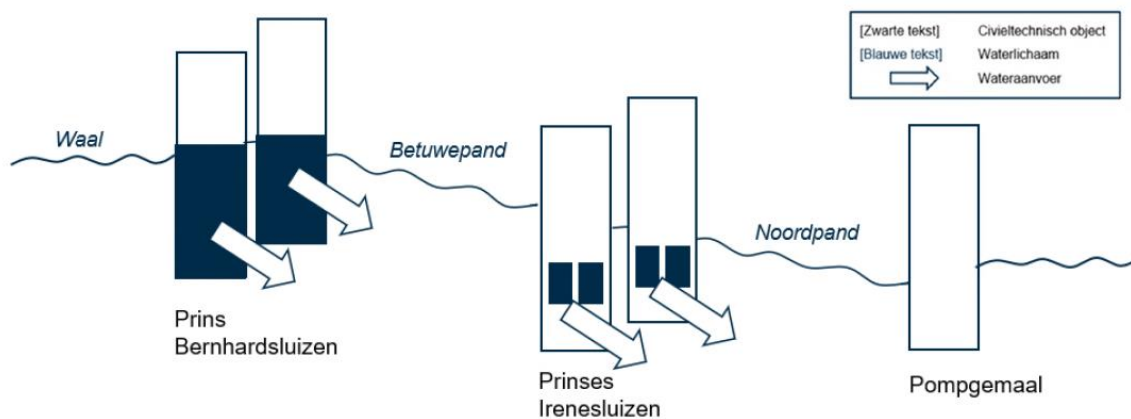 [Zwarte tekst] Civieltechnisch object
[Blauwe tekst] Waterlichaam
Wateraanvoer
Waal
Betuwepand
Noordpand
Prins
Bernhardsluizen
Prinses
Irenesluizen
Pompgemaal